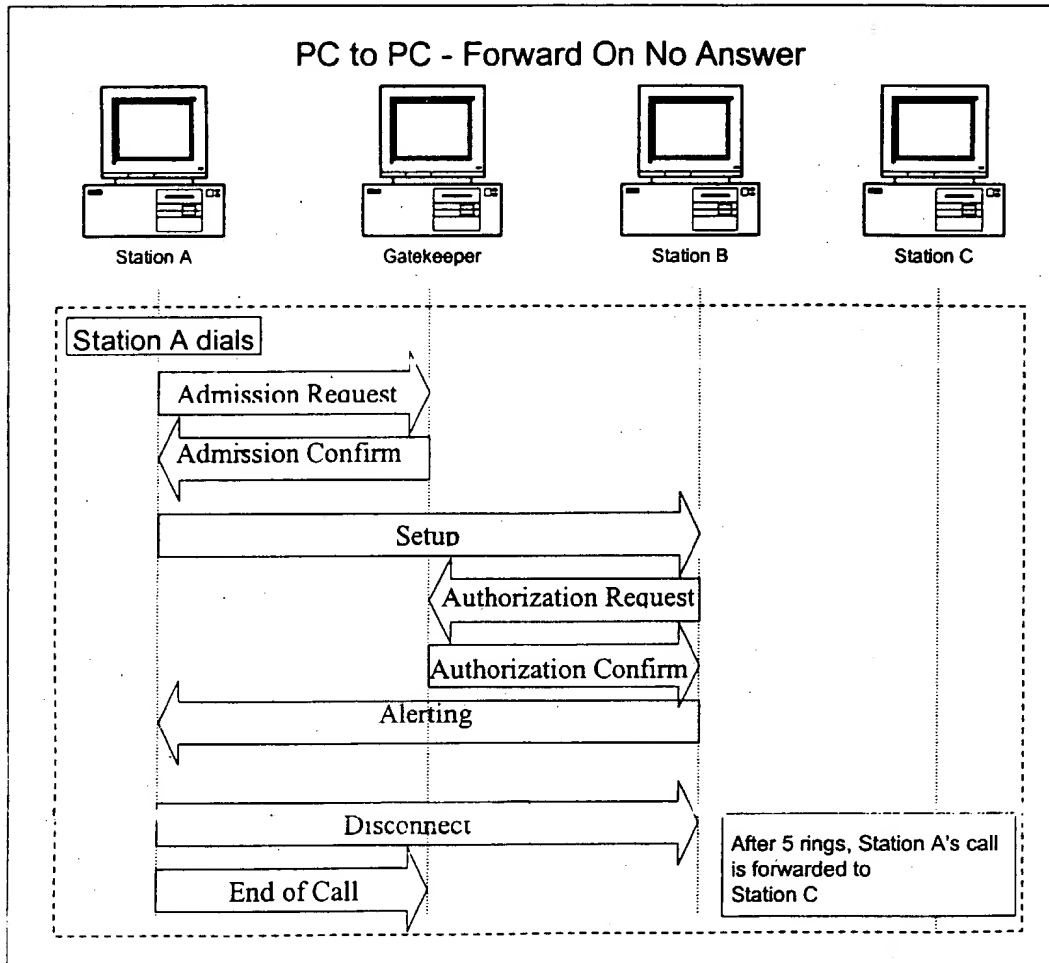 PC to PC - Forward On No Answer
Station A
Gatekeeper
Station B
Station C
Station A dials
Admission Request
Admission Confirm
Setup
Authorization Request
Authorization Confirm
Alerting
Disconnect
End of Call
After 5 rings, Station A's call
is forwarded to
Station C